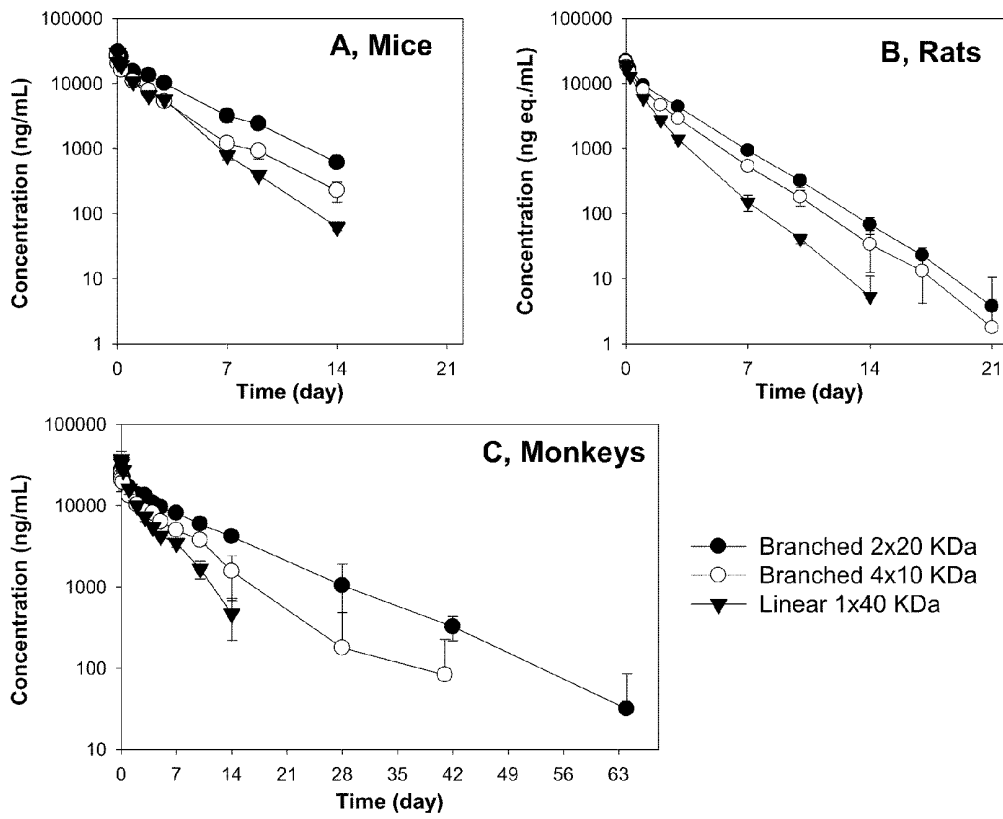 A, Mice
Concentration (ng/mL)
100000
10000
1000
100
10
1
0 7 14 21
Time (day)
B, Rats
Concentration (ng eq./mL)
100000
10000
1000
100
10
1
0 7 14 21
Time (day)
C, Monkeys
Concentration (ng/mL)
100000
10000
1000
100
10
0 7 14 21 28 35 42 49 56 63
Time (day)
Branched 2x20 KDa
Branched 4x10 KDa
Linear 1x40 KDa